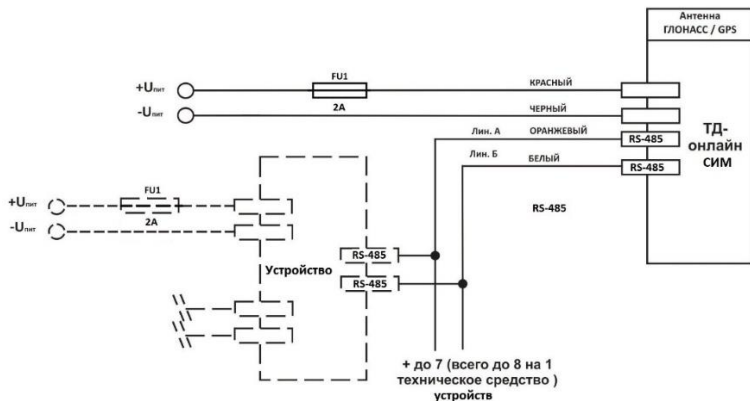 Антенна
ГЛОНАСС / GPS
FU1
КРАСНЫЙ
+Uпит
2А
ЧЕРНЫЙ
-Uпит
ТД-
онлайн
СИМ
Лин. А
ОРАНЖЕВЫЙ
RS-485
Лин. Б
БЕЛЫЙ
RS-485
RS-485
FU1
+Uпит
2А
-Uпит
RS-485
Устройство
RS-485
+ до 7 (всего до 8 на 1
техническое средство )
устройств